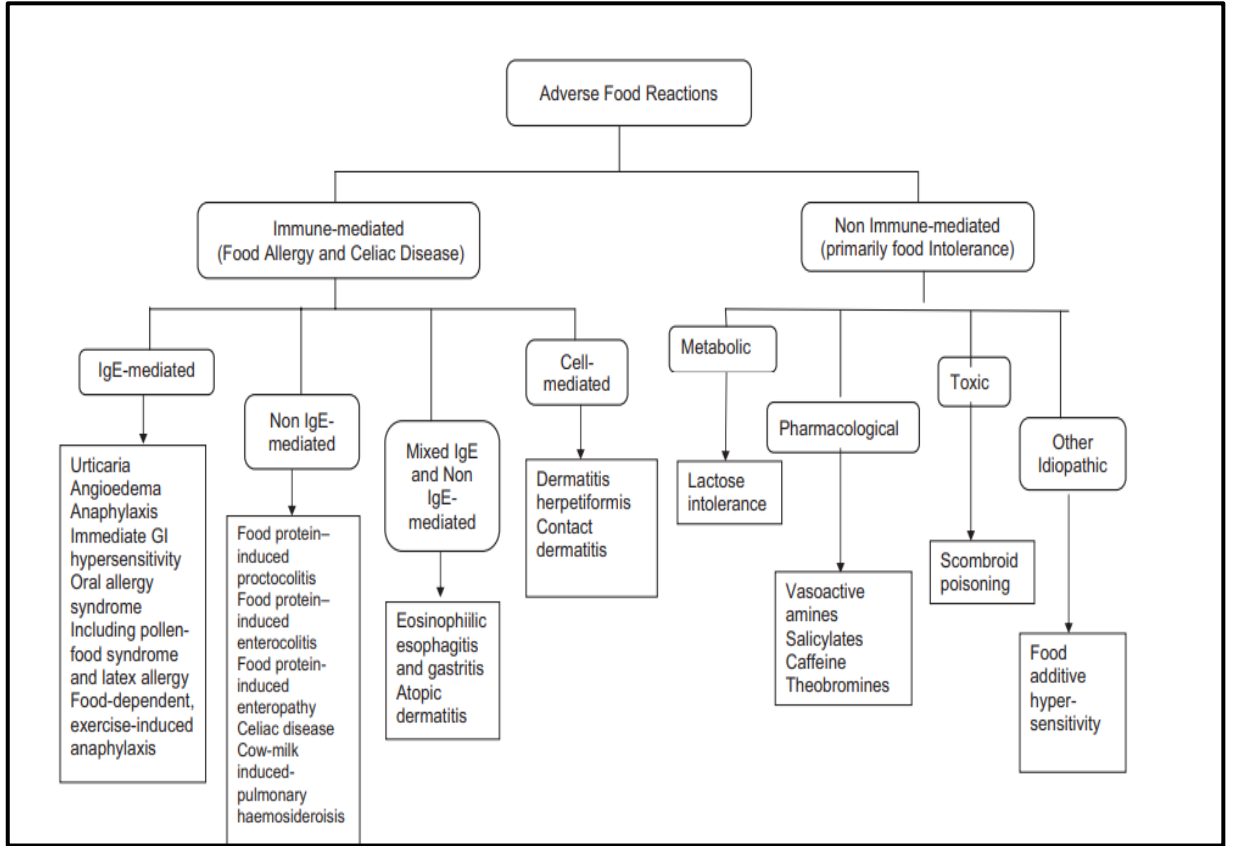 Adverse Food Reactions
Immune-mediated
(Food Allergy and Celiac Disease)
Non Immune-mediated
(primarily food Intolerance)
IgE-mediated
Urticaria
Angioedema
Anaphylaxis
Immediate GI
hypersensitivity
Oral allergy
syndrome
Including pollen-
food syndrome
and latex allergy
Food-dependent,
exercise-induced
anaphylaxis
Non IgE-
mediated
Food protein–
induced
proctocolitis
Food protein–
induced
enterocolitis
Food protein-
induced
enteropathy
Celiac disease
Cow-milk
induced-
pulmonary
haemosideroisis
Mixed IgE
and Non
IgE-
mediated
Eosinophiilic
esophagitis
and gastritis
Atopic
dermatitis
Cell-
mediated
Dermatitis
herpetiformis
Contact
dermatitis
Metabolic
Lactose
intolerance
Pharmacological
Vasoactive
amines
Salicylates
Caffeine
Theobromines
Toxic
Scombroid
poisoning
Other
Idiopathic
Food
additive
hyper-
sensitivity